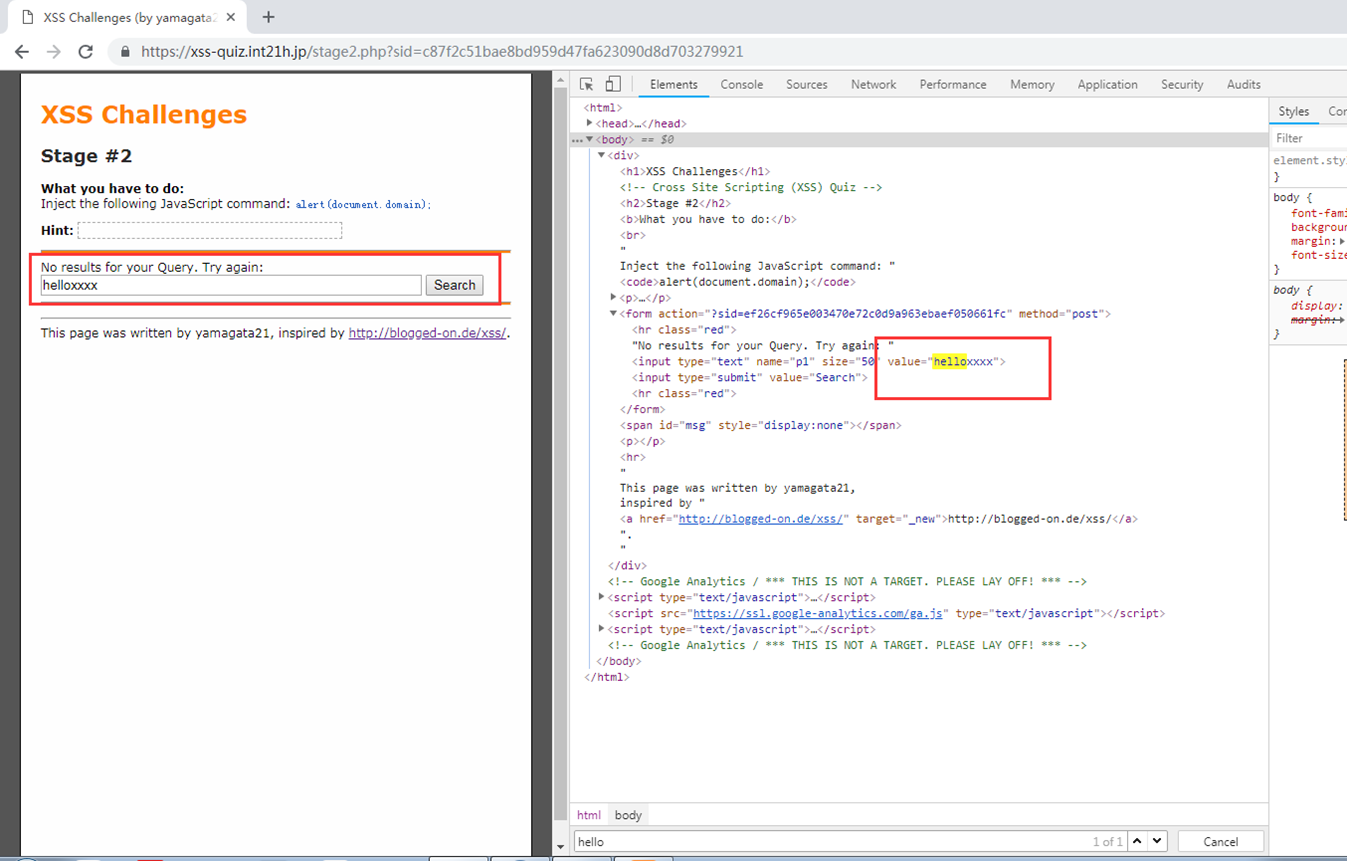 XSS Challenges (by yamagata2
https://xss-quiz.int21h.jp/stage2.php?sid=c87f2c51bae8bd959d47fa623090d8d703279921
XSS Challenges
Stage #2
What you have to do:
Inject the following JavaScript command: alert(document.domain);
Hint:
No results for your Query. Try again:
helloxxxx Search
This page was written by yamagata21, inspired by http://blogged-on.de/xss/.
Elements Console Sources Network Performance Memory Application Security Audits
<html>
<head>…</head>
<body> == $0
<div>
<h1>XSS Challenges</h1>
<!-- Cross Site Scripting (XSS) Quiz -->
<h2>Stage #2</h2>
<b>What you have to do:</b>
<br>
"
Inject the following JavaScript command: "
<code>alert(document.domain);</code>
<p>…</p>
<form action="?sid=ef26cf965e003470e72c0d9a963ebaef050661fc" method="post">
<hr class="red">
"No results for your Query. Try again: "
<input type="text" name="p1" size="50" value="helloxxxx">
<input type="submit" value="Search">
<hr class="red">
</form>
<span id="msg" style="display:none"></span>
<p></p>
<hr>
"
This page was written by yamagata21,
inspired by "
<a href="http://blogged-on.de/xss/" target="_new">http://blogged-on.de/xss/</a>
".
"
</div>
<!-- Google Analytics / *** THIS IS NOT A TARGET. PLEASE LAY OFF! *** -->
<script type="text/javascript">…</script>
<script src="https://ssl.google-analytics.com/ga.js" type="text/javascript"></script>
<script type="text/javascript">…</script>
<!-- Google Analytics / *** THIS IS NOT A TARGET. PLEASE LAY OFF! *** -->
</body>
</html>
html body
hello 1 of 1 Cancel
Styles Cor
Filter
element.sty
}
body {
font-fami
backgroun
margin:
font-size
}
body {
display:
margin:
}